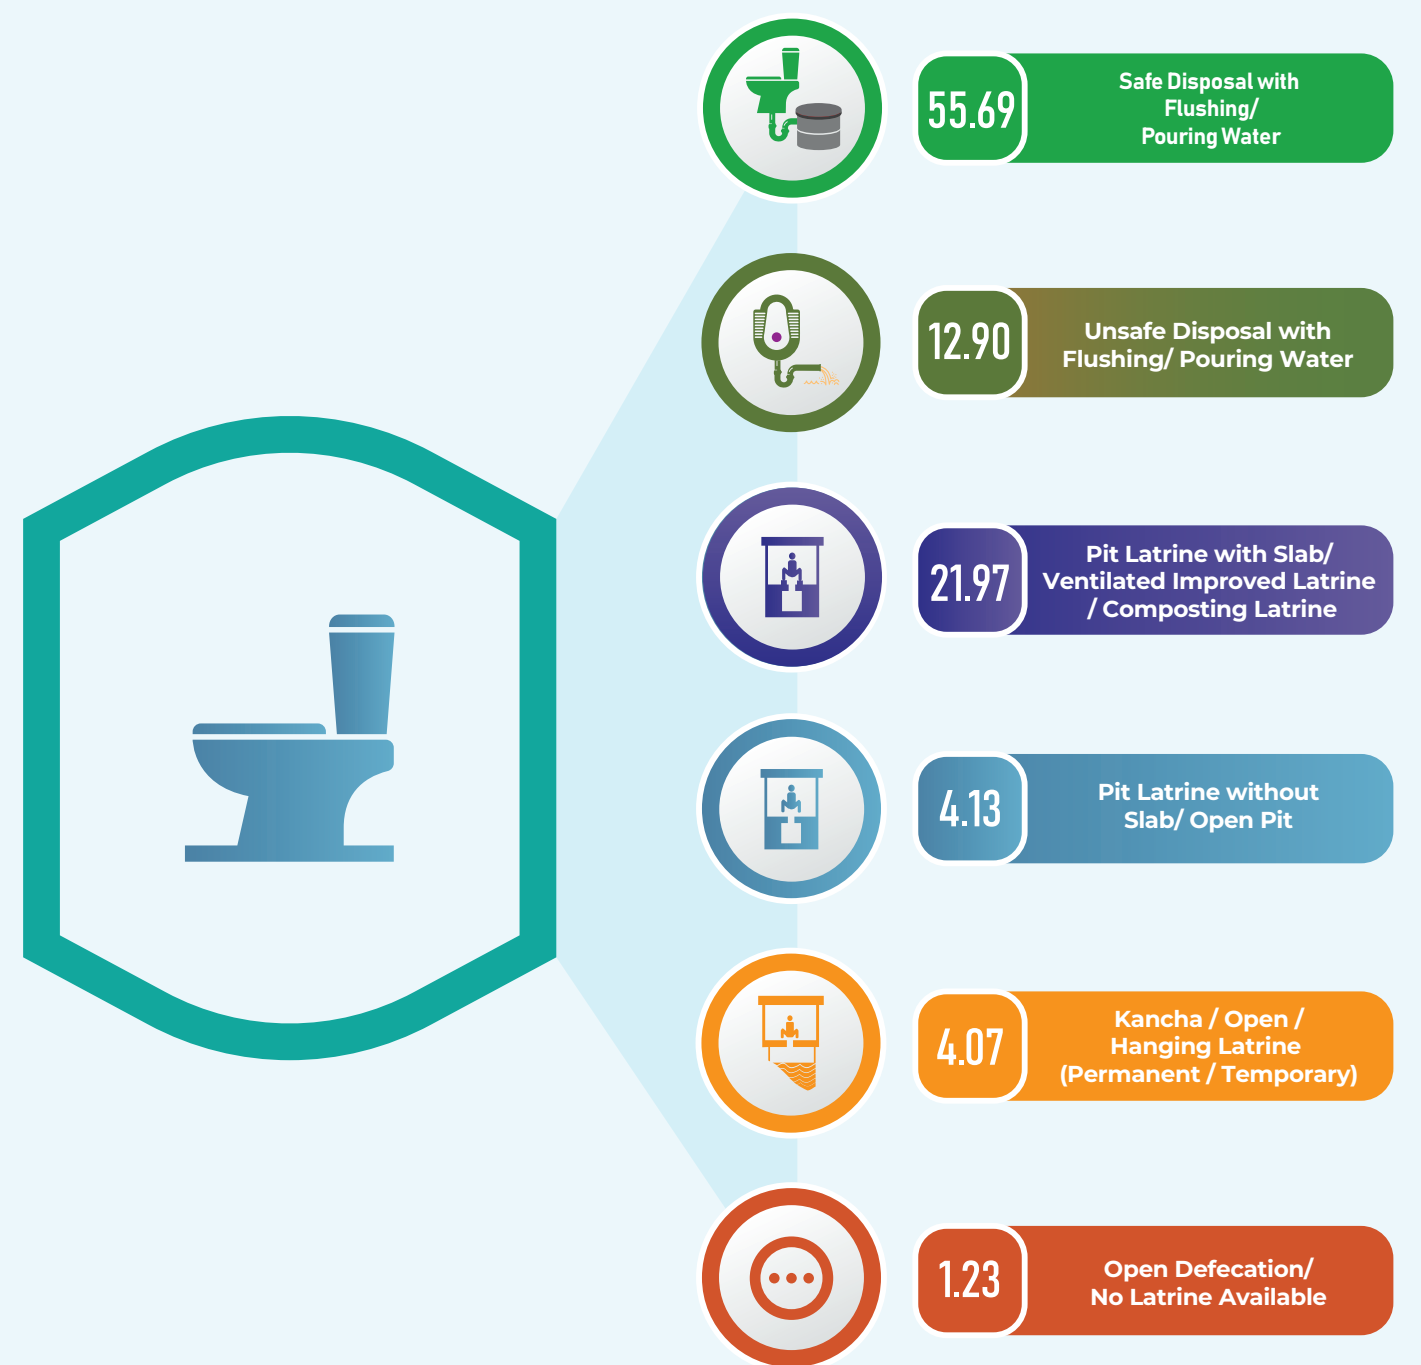 55.69
Safe Disposal with
Flushing/
Pouring Water
12.90
Unsafe Disposal with
Flushing/ Pouring Water
21.97
Pit Latrine with Slab/
Ventilated Improved Latrine
/ Composting Latrine
4.13
Pit Latrine without
Slab/ Open Pit
4.07
Kancha / Open /
Hanging Latrine
(Permanent / Temporary)
1.23
Open Defecation/
No Latrine Available